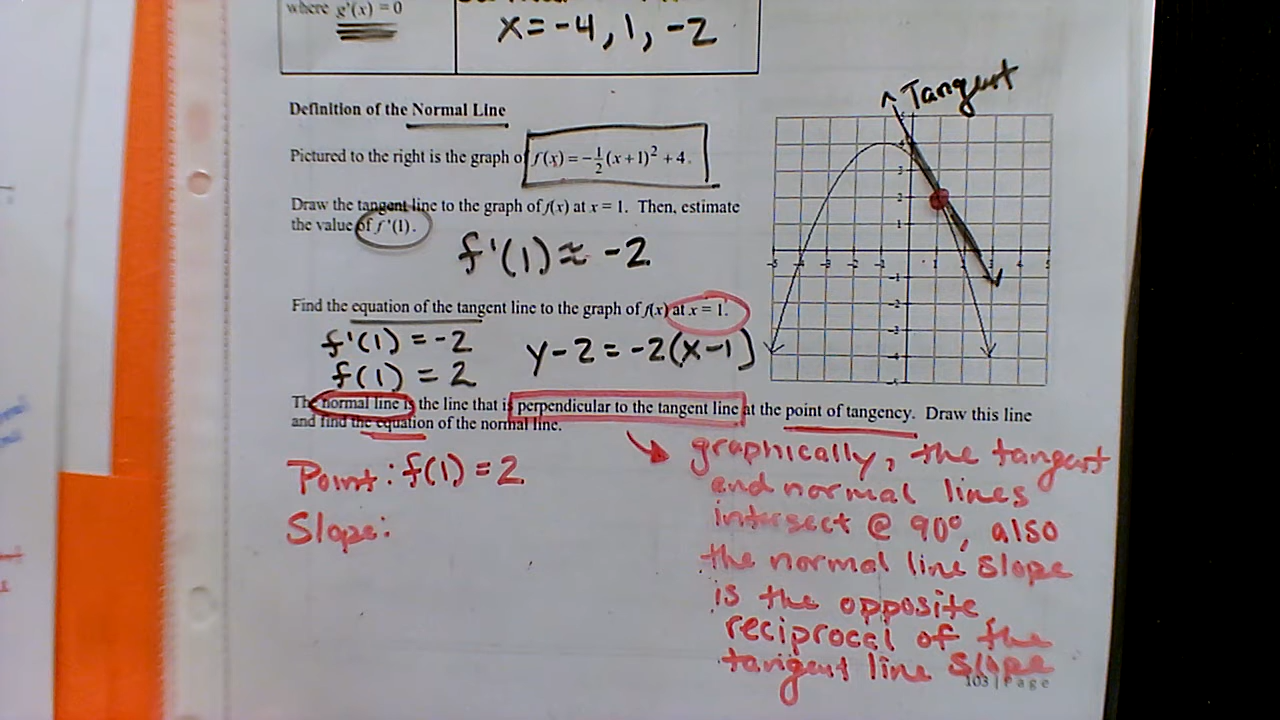 where g'(x) = 0
x = -4, 1, -2
Definition of the Normal Line
Tangent
Pictured to the right is the graph of f(x) = -1/2(x+1)² + 4.
Draw the tangent line to the graph of f(x) at x = 1. Then, estimate
the value of f'(1).
f'(1) ≈ -2
Find the equation of the tangent line to the graph of f(x) at x = 1.
f'(1) = -2
y-2 = -2(x-1)
f(1) = 2
The normal line is the line that is perpendicular to the tangent line at the point of tangency. Draw this line
and find the equation of the normal line.
Point: f(1) = 2
Slope:
graphically, the tangent
and normal lines
intersect @ 90°, also
the normal line slope
is the opposite
reciprocal of the
tangent line slope
103 | Page